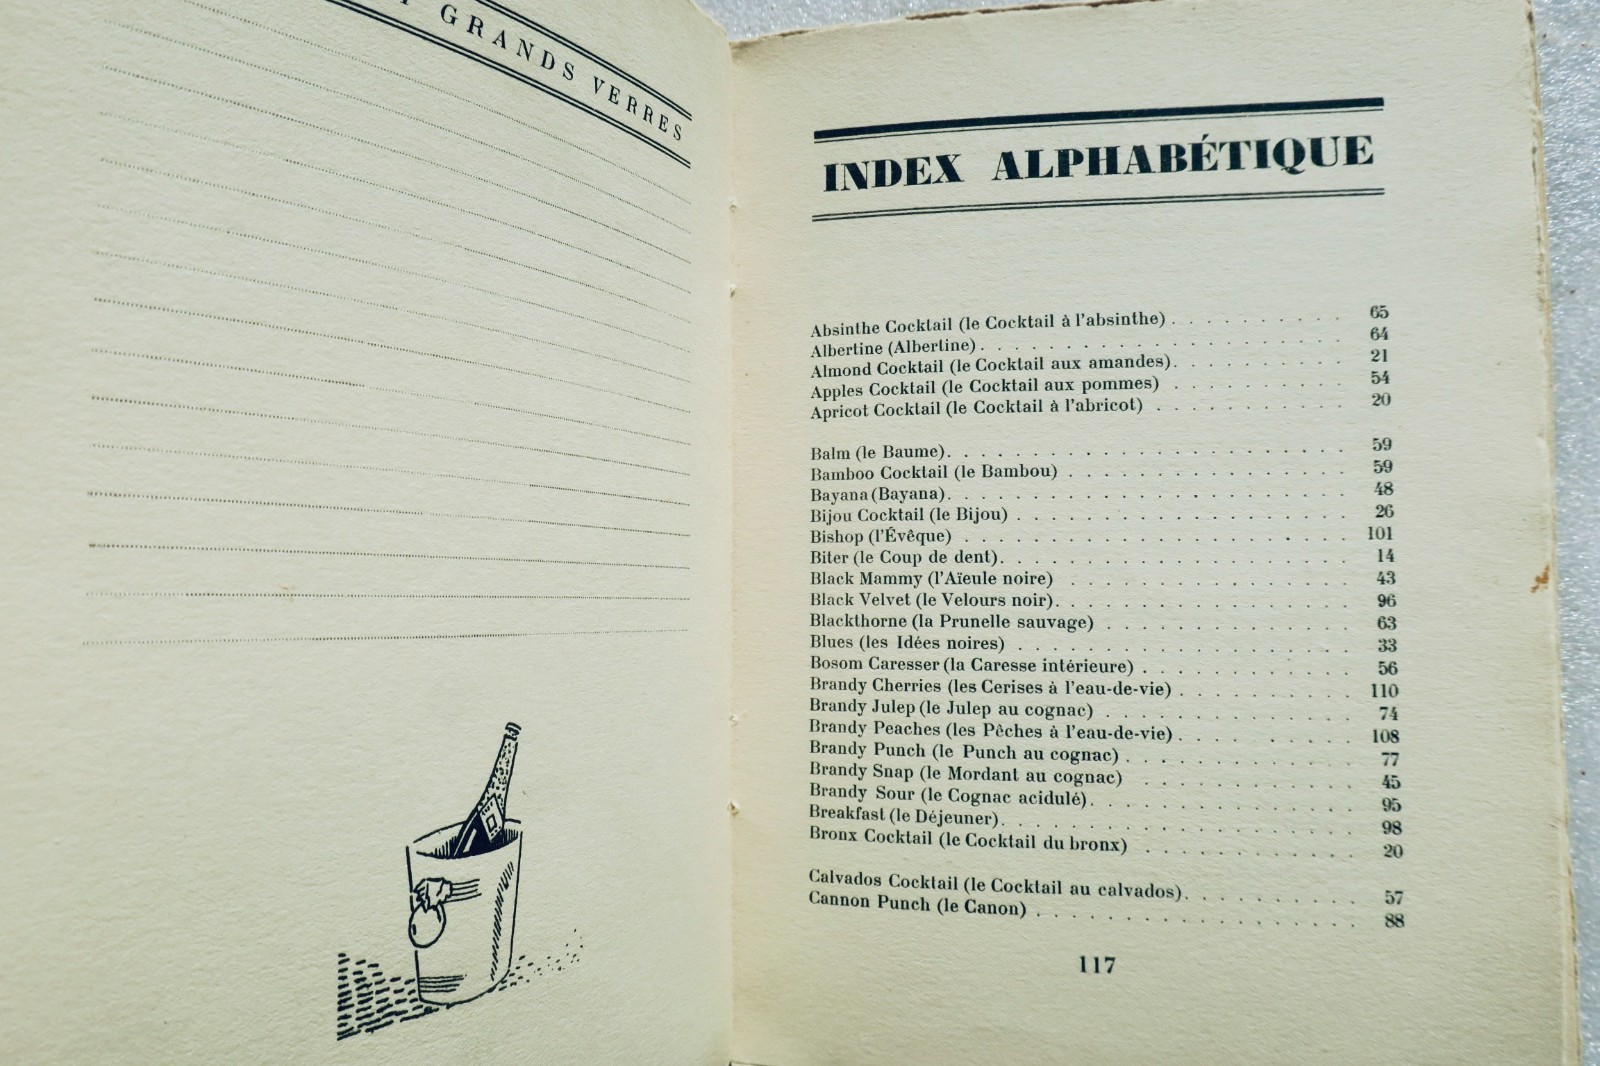 GRANDS VERRES
INDEX ALPHABÉTIQUE
Absinthe Cocktail (le Cocktail à l'absinthe) . . . . . . . . . . 65
Albertine (Albertine) . . . . . . . . . . 64
Almond Cocktail (le Cocktail aux amandes) . . . . . . . . . . 21
Apples Cocktail (le Cocktail aux pommes) . . . . . . . . . . 54
Apricot Cocktail (le Cocktail à l'abricot) . . . . . . . . . . 20
Balm (le Baume) . . . . . . . . . . 59
Bamboo Cocktail (le Bambou) . . . . . . . . . . 59
Bayana (Bayana) . . . . . . . . . . 48
Bijou Cocktail (le Bijou) . . . . . . . . . . 26
Bishop (l'Évêque) . . . . . . . . . . 101
Biter (le Coup de dent) . . . . . . . . . . 14
Black Mammy (l'Aïeule noire) . . . . . . . . . . 43
Black Velvet (le Velours noir) . . . . . . . . . . 96
Blackthorne (la Prunelle sauvage) . . . . . . . . . . 63
Blues (les Idées noires) . . . . . . . . . . 33
Bosom Caresser (la Caresse intérieure) . . . . . . . . . . 56
Brandy Cherries (les Cerises à l'eau-de-vie) . . . . . . . . . . 110
Brandy Julep (le Julep au cognac) . . . . . . . . . . 74
Brandy Peaches (les Pêches à l'eau-de-vie) . . . . . . . . . . 108
Brandy Punch (le Punch au cognac) . . . . . . . . . . 77
Brandy Snap (le Mordant au cognac) . . . . . . . . . . 45
Brandy Sour (le Cognac acidulé) . . . . . . . . . . 95
Breakfast (le Déjeuner) . . . . . . . . . . 98
Bronx Cocktail (le Cocktail du bronx) . . . . . . . . . . 20
Calvados Cocktail (le Cocktail au calvados) . . . . . . . . . . 57
Cannon Punch (le Canon) . . . . . . . . . . 88
117